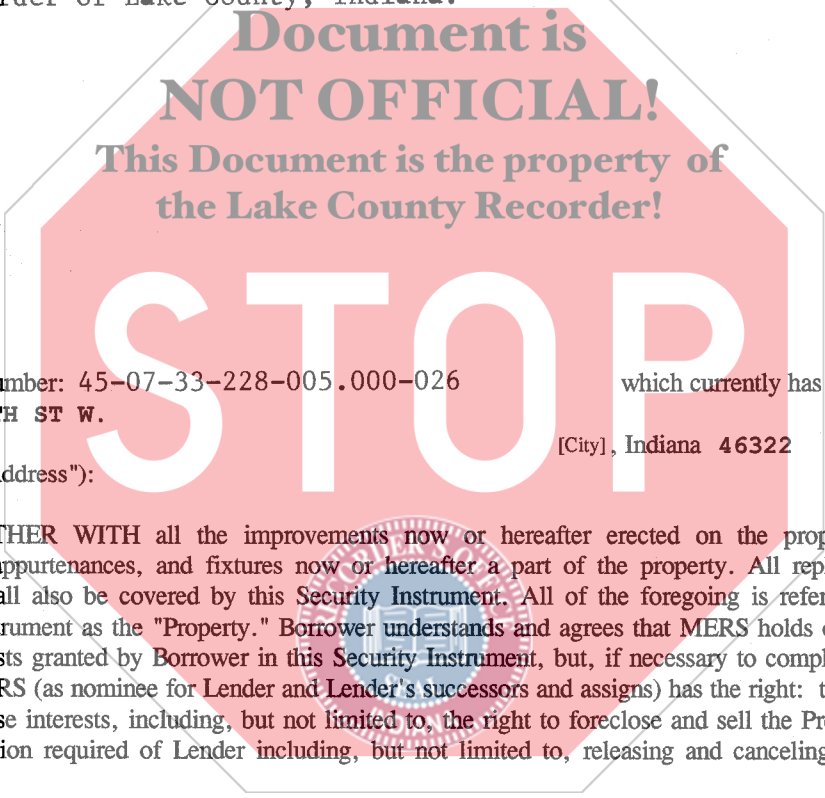 rder of Lake County, Indiana.
Document is
NOT OFFICIAL!
This Document is the property of
the Lake County Recorder!
STOP
mber: 45-07-33-228-005.000-026 which currently has
TH ST W.
[City], Indiana 46322
ddress"):
THER WITH all the improvements now or hereafter erected on the prop
ppurtenances, and fixtures now or hereafter a part of the property. All repl
all also be covered by this Security Instrument. All of the foregoing is refer
rument as the "Property." Borrower understands and agrees that MERS holds
sts granted by Borrower in this Security Instrument, but, if necessary to compl
RS (as nominee for Lender and Lender's successors and assigns) has the right: t
se interests, including, but not limited to, the right to foreclose and sell the Pr
ion required of Lender including, but not limited to, releasing and canceling
RECORDER'S OFFICE
SEAL